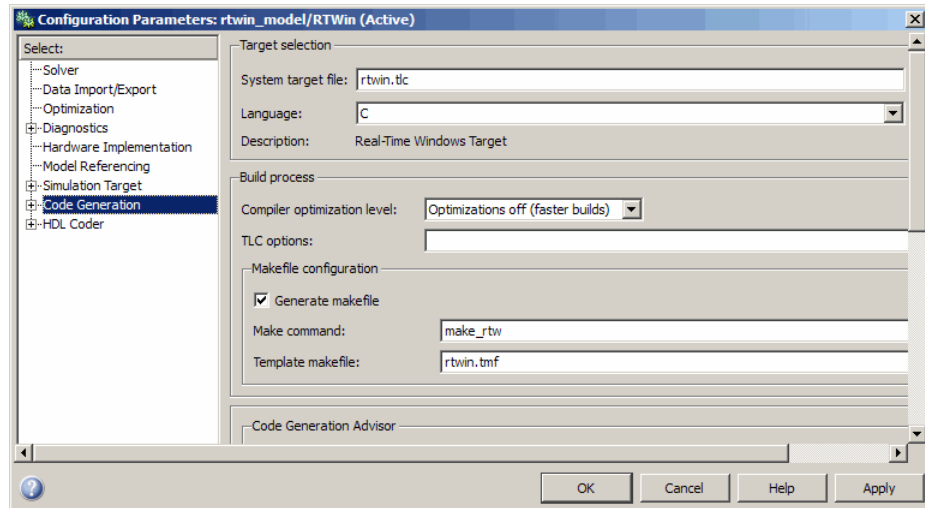 Configuration Parameters: rtwin_model/RTWin (Active)
Select:
Solver
Data Import/Export
Optimization
Diagnostics
Hardware Implementation
Model Referencing
Simulation Target
Code Generation
HDL Coder
Target selection
System target file: rtwin.tlc
Language: C
Description: Real-Time Windows Target
Build process
Compiler optimization level: Optimizations off (faster builds)
TLC options:
Makefile configuration
Generate makefile
Make command: make_rtw
Template makefile: rtwin.tmf
Code Generation Advisor
OK Cancel Help Apply